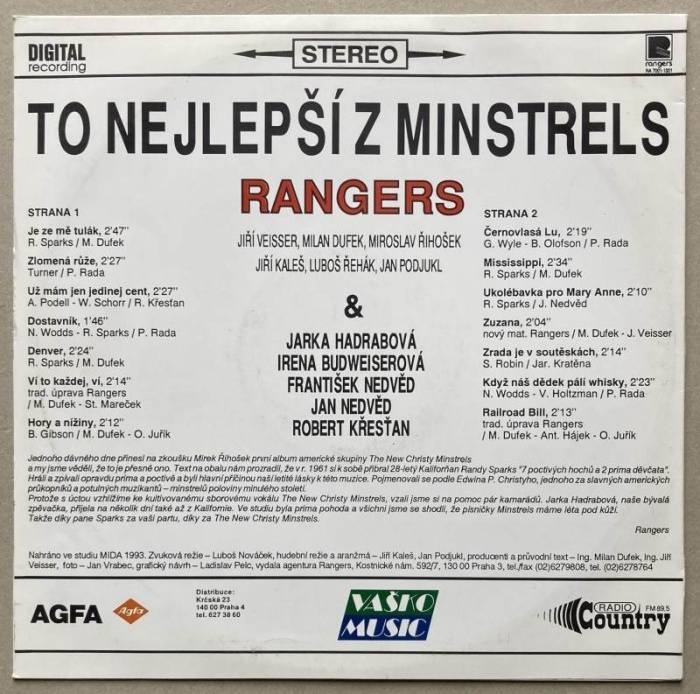 DIGITAL
recording
STEREO
rangers
TO NEJLEPŠÍ Z MINSTRELS
RANGERS
JIŘÍ VEISSER, MILAN DUFEK, MIROSLAV ŘIHOŠEK
JIŘÍ KALEŠ, LUBOŠ ŘEHÁK, JAN PODJUKL
&
JARKA HADRABOVÁ
IRENA BUDWEISEROVÁ
FRANTIŠEK NEDVĚD
JAN NEDVĚD
ROBERT KŘESŤAN
STRANA 1
Je ze mě tulák, 2'47"
R. Sparks / M. Dufek
Zlomená růže, 2'27"
Turner / P. Rada
Už mám jen jedinej cent, 2'27"
A. Podell - W. Schorr / R. Křesťan
Dostavník, 1'46"
N. Wodds - R. Sparks / P. Rada
Denver, 2'24"
R. Sparks / M. Dufek
Ví to každej, ví, 2'14"
trad. úprava Rangers
/ M. Dufek - St. Mareček
Hory a nížiny, 2'12"
B. Gibson / M. Dufek - O. Juřík
STRANA 2
Černovlasá Lu, 2'19"
G. Wyle - B. Olofson / P. Rada
Mississippi, 2'34"
R. Sparks / M. Dufek
Ukolébavka pro Mary Anne, 2'10"
R. Sparks / J. Nedvěd
Zuzana, 2'04"
nový mat. Rangers / M. Dufek - J. Veisser
Zrada je v soutěskách, 2'14"
S. Robin / Jar. Kratěna
Když náš dědek pálí whisky, 2'23"
N. Wodds - V. Holtzman / P. Rada
Railroad Bill, 2'13"
trad. úprava Rangers
/ M. Dufek - Ant. Hájek - O. Juřík
Jednoho dávného dne přinesl na zkoušku Mirek Řihošek první album americké skupiny The New Christy Minstrels
a my jsme věděli, že to je přesně ono. Text na obalu nám prozradil, že v r. 1961 si k sobě přibral 28-letý Kaliforňan Randy Sparks "7 poctivých hochů a 2 prima děvčata".
Hráli a zpívali opravdu prima a poctivě a byli hlavní příčinou naší letité lásky k této muzice. Pojmenovali se podle Edwina P. Christyho, jednoho za slavných amerických
průkopníků a potulných muzikantů – minstrelů poloviny minulého století.
Protože s úctou vzhlížíme ke kultivovanému sborovému vokálu The New Christy Minstrels, vzali jsme si na pomoc pár kamarádů. Jarka Hadrabová, naše bývalá
zpěvačka, přijela na několik dní také až z Kalifornie. Ve studiu byla prima pohoda a všichni jsme se shodli, že písničky Minstrels máme léta pod kůží.
Takže díky pane Sparks za vaši partu, díky za The New Christy Minstrels.
Rangers
Nahráno ve studiu MIDA 1993. Zvuková režie – Luboš Nováček, hudební režie a aranžmá – Jiří Kaleš, Jan Podjukl, producenti a průvodní text – Ing. Milan Dufek, Ing. Jiří
Veisser, foto – Jan Vrabec, grafický návrh – Ladislav Pelc, vydala agentura Rangers, Kostnické nám. 592/7, 130 00 Praha 3, tel./fax (02)6279808, tel. (02)6278764
AGFA
Agfa
Distribuce:
Krčská 23
140 00 Praha 4
tel. 627 38 60
VAŠKO
MUSIC
RADIO
Country
FM 89,5